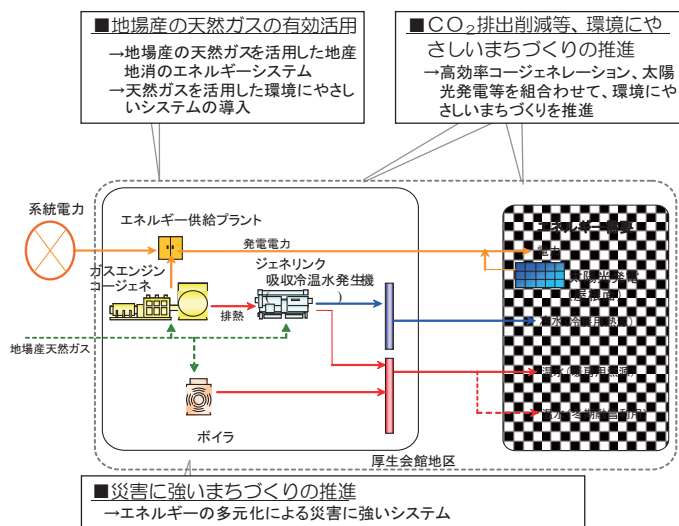 ■地場産の天然ガスの有効活用
→地場産の天然ガスを活用した地産
地消のエネルギーシステム
→天然ガスを活用した環境にやさし
いシステムの導入
■CO₂排出削減等、環境にや
さしいまちづくりの推進
→高効率コージェネレーション、太陽
光発電等を組合わせて、環境にや
さしいまちづくりを推進
系統電力
エネルギー供給プラント
発電電力
ガスエンジン
コージェネ
ジェネリンク
吸収冷温水発生機
( )
排熱
地場産天然ガス
ボイラ
厚生会館地区
電力
太陽光発電
■災害に強いまちづくりの推進
→エネルギーの多元化による災害に強いシステム